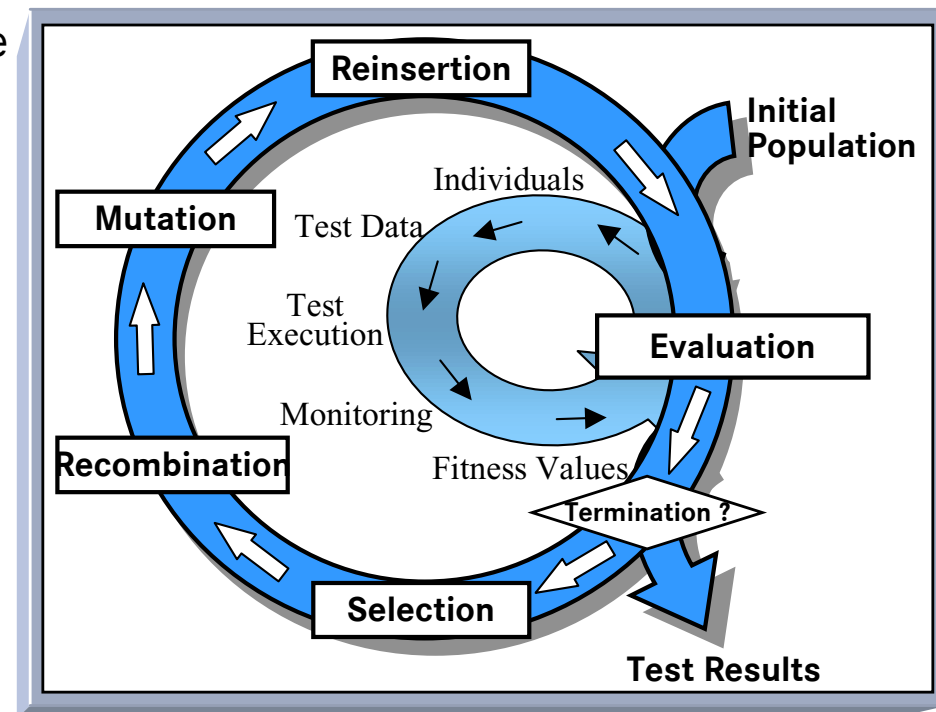 e
Reinsertion
Initial
Population
Individuals
Mutation
Test Data
Test
Execution
Evaluation
Monitoring
Recombination
Fitness Values
Termination ?
Selection
Test Results